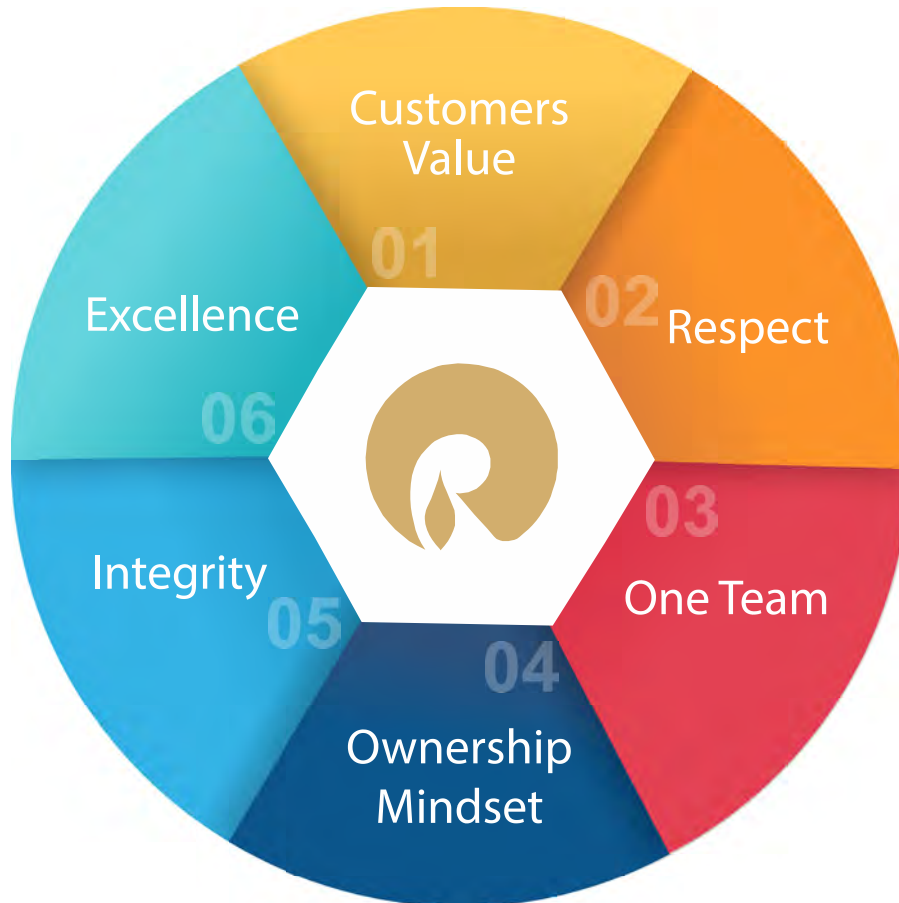 Customers
Value
01
02
Respect
03
One Team
04
Ownership
Mindset
05
Integrity
06
Excellence